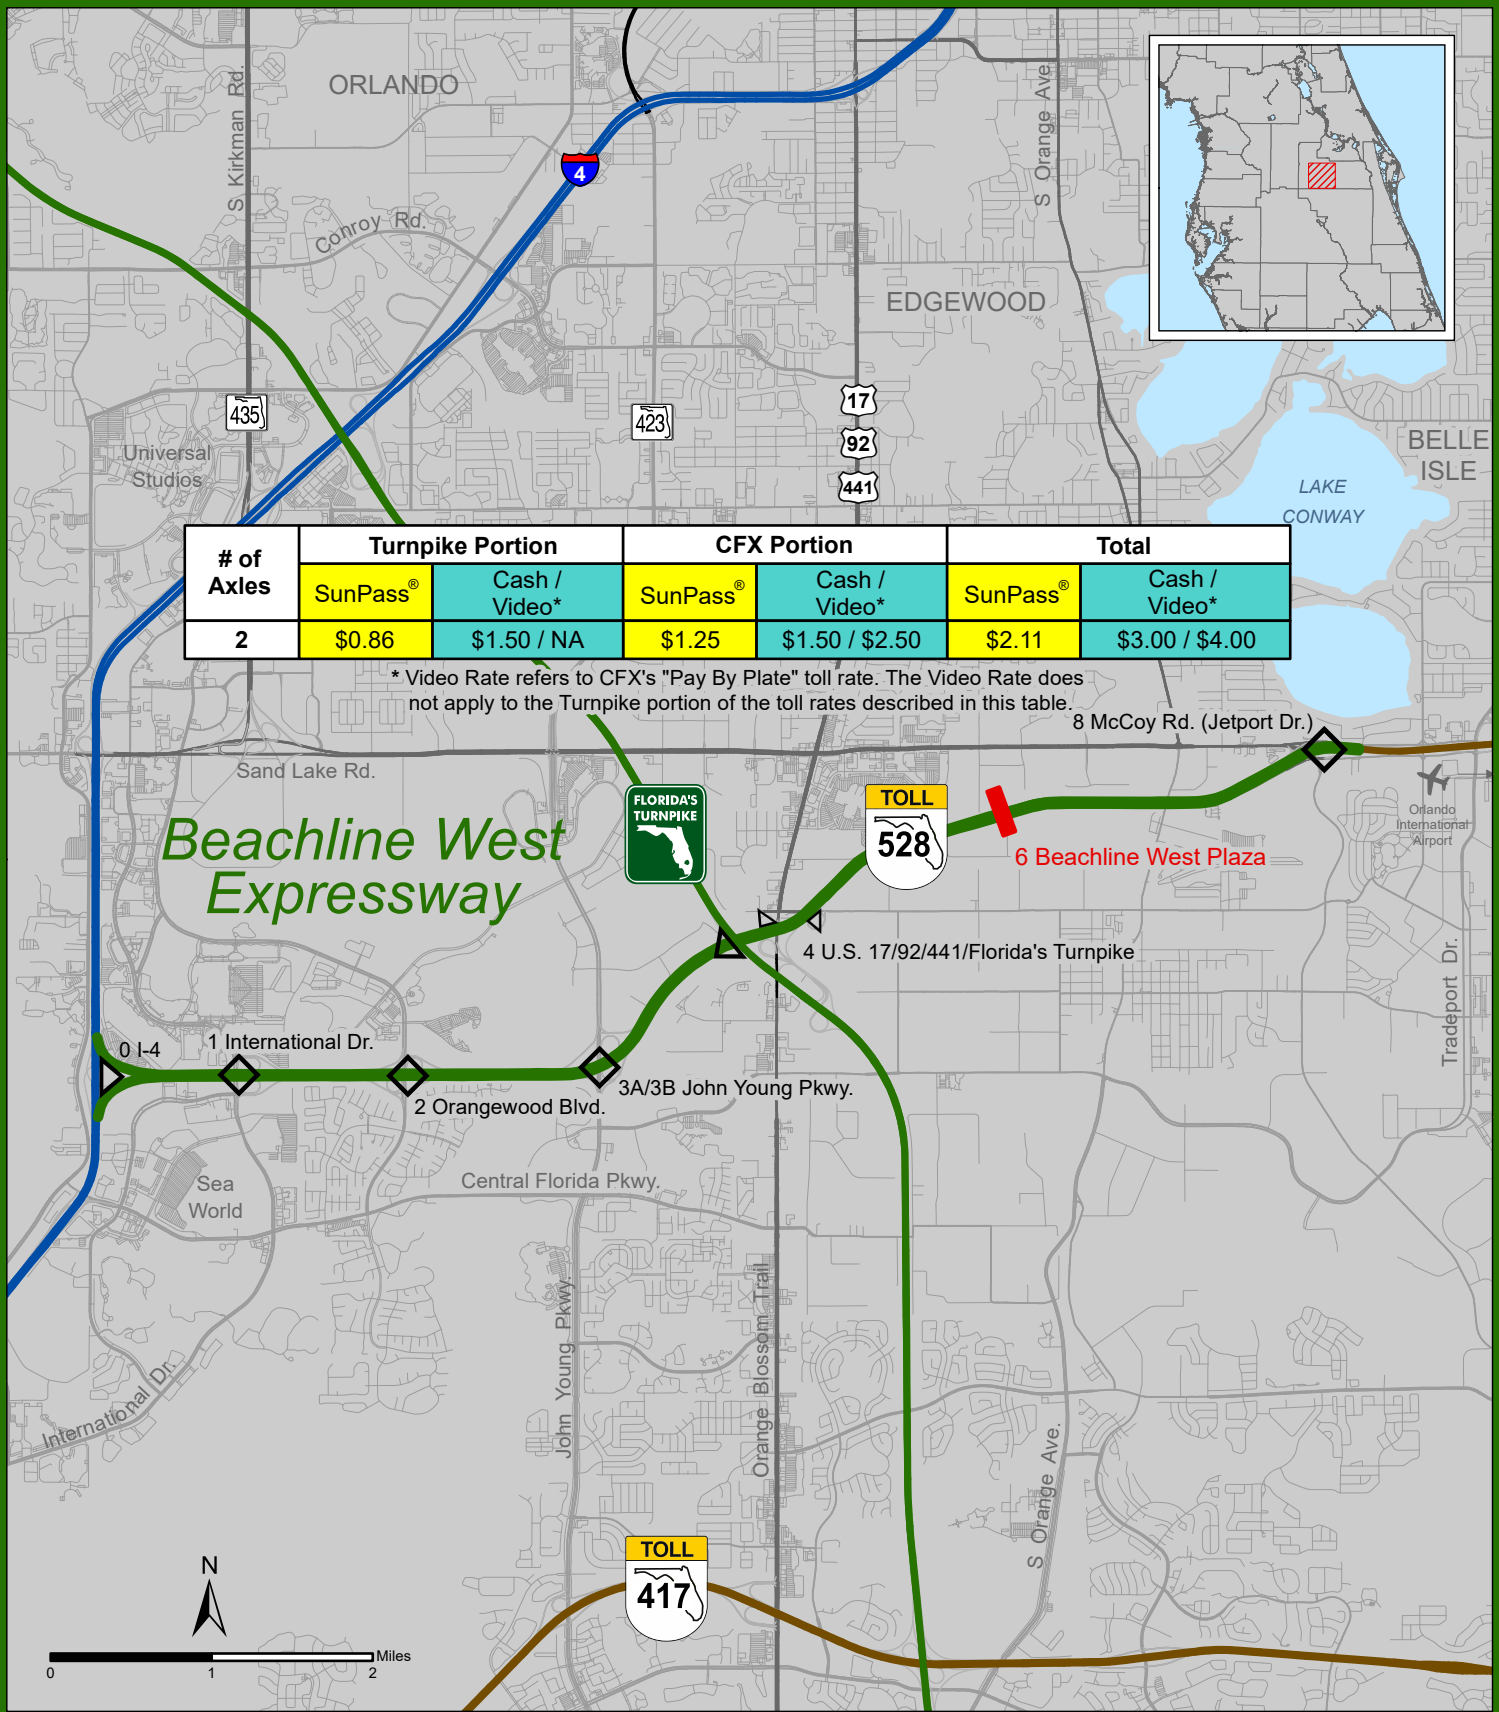 ORLANDO
S Kirkman Rd.
S Orange Ave.
4
Conroy Rd.
EDGEWOOD
435
423
17
92
441
Universal
Studios
BELLE
ISLE
LAKE
CONWAY
# of
Axles
Turnpike Portion
CFX Portion
Total
SunPass®
Cash /
Video*
SunPass®
Cash /
Video*
SunPass®
Cash /
Video*
2
$0.86
$1.50 / NA
$1.25
$1.50 / $2.50
$2.11
$3.00 / $4.00
* Video Rate refers to CFX's "Pay By Plate" toll rate. The Video Rate does
not apply to the Turnpike portion of the toll rates described in this table.
8 McCoy Rd. (Jetport Dr.)
Sand Lake Rd.
FLORIDA'S
TURNPIKE
TOLL
528
Orlando
International
Airport
Beachline West
Expressway
6 Beachline West Plaza
4 U.S. 17/92/441/Florida's Turnpike
Tradeport Dr.
0 I-4
1 International Dr.
2 Orangewood Blvd.
3A/3B John Young Pkwy.
Sea
World
Central Florida Pkwy.
John Young Pkwy.
Orange Blossom Trail
International Dr.
S Orange Ave.
TOLL
417
N
Miles
0
1
2